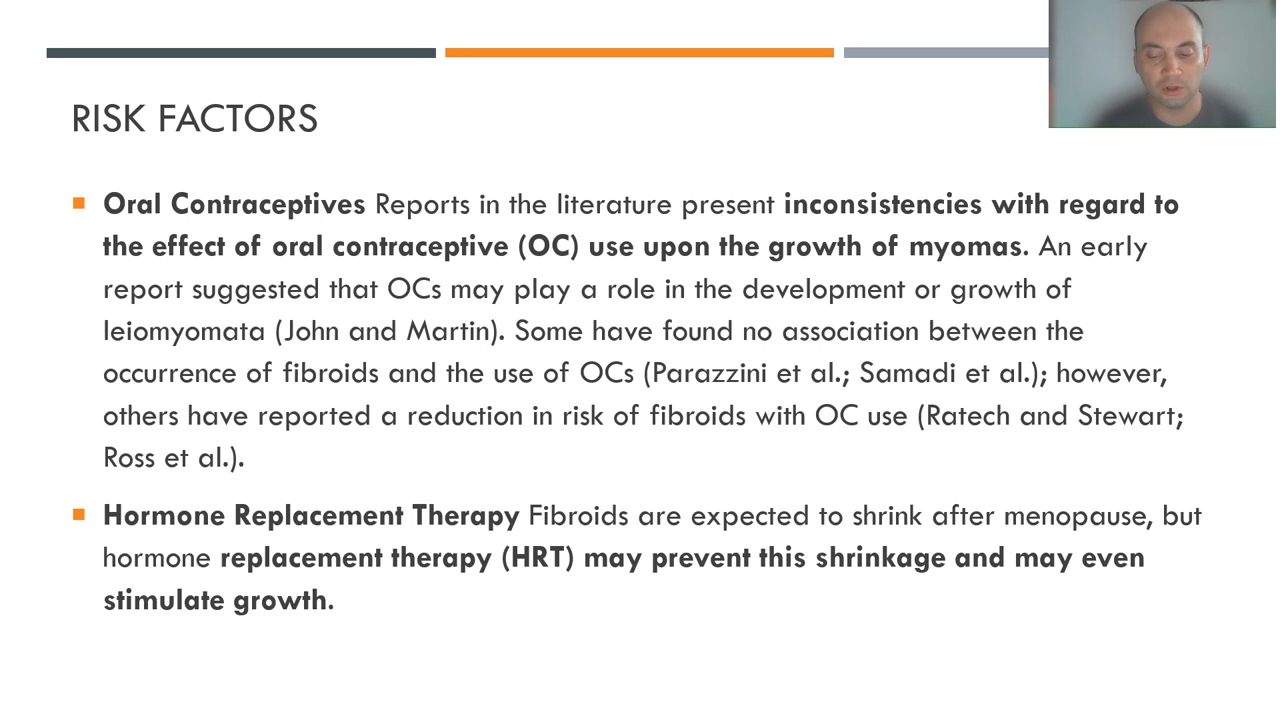 RISK FACTORS
Oral Contraceptives Reports in the literature present inconsistencies with regard to
the effect of oral contraceptive (OC) use upon the growth of myomas. An early
report suggested that OCs may play a role in the development or growth of
leiomyomata (John and Martin). Some have found no association between the
occurrence of fibroids and the use of OCs (Parazzini et al.; Samadi et al.); however,
others have reported a reduction in risk of fibroids with OC use (Ratech and Stewart;
Ross et al.).
Hormone Replacement Therapy Fibroids are expected to shrink after menopause, but
hormone replacement therapy (HRT) may prevent this shrinkage and may even
stimulate growth.